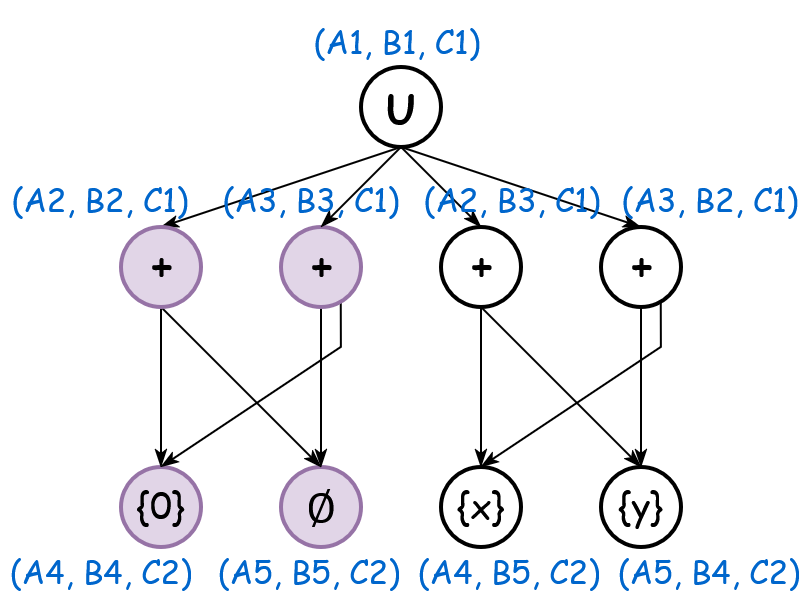 (A1, B1, C1)
∪
(A2, B2, C1) (A3, B3, C1) (A2, B3, C1) (A3, B2, C1)
+ + + +
{0} ∅ {x} {y}
(A4, B4, C2) (A5, B5, C2) (A4, B5, C2) (A5, B4, C2)